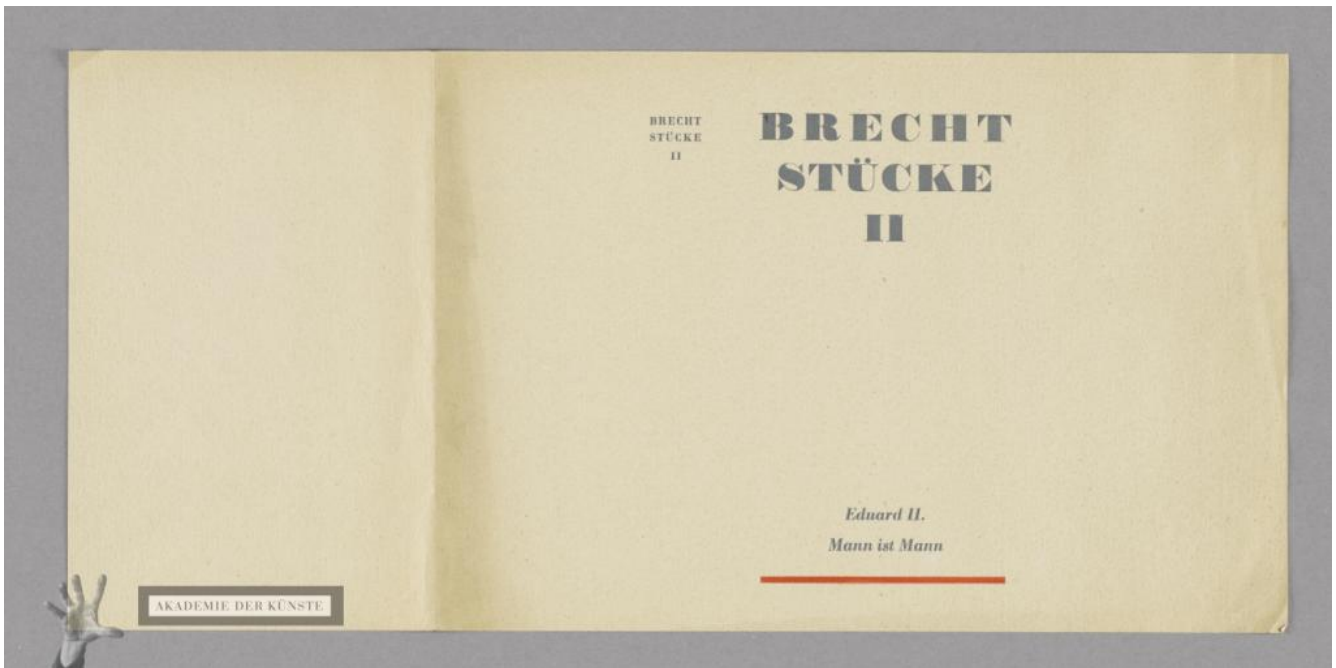 BRECHT
STÜCKE
II
BRECHT
STÜCKE
II
Eduard II.
Mann ist Mann
AKADEMIE DER KÜNSTE